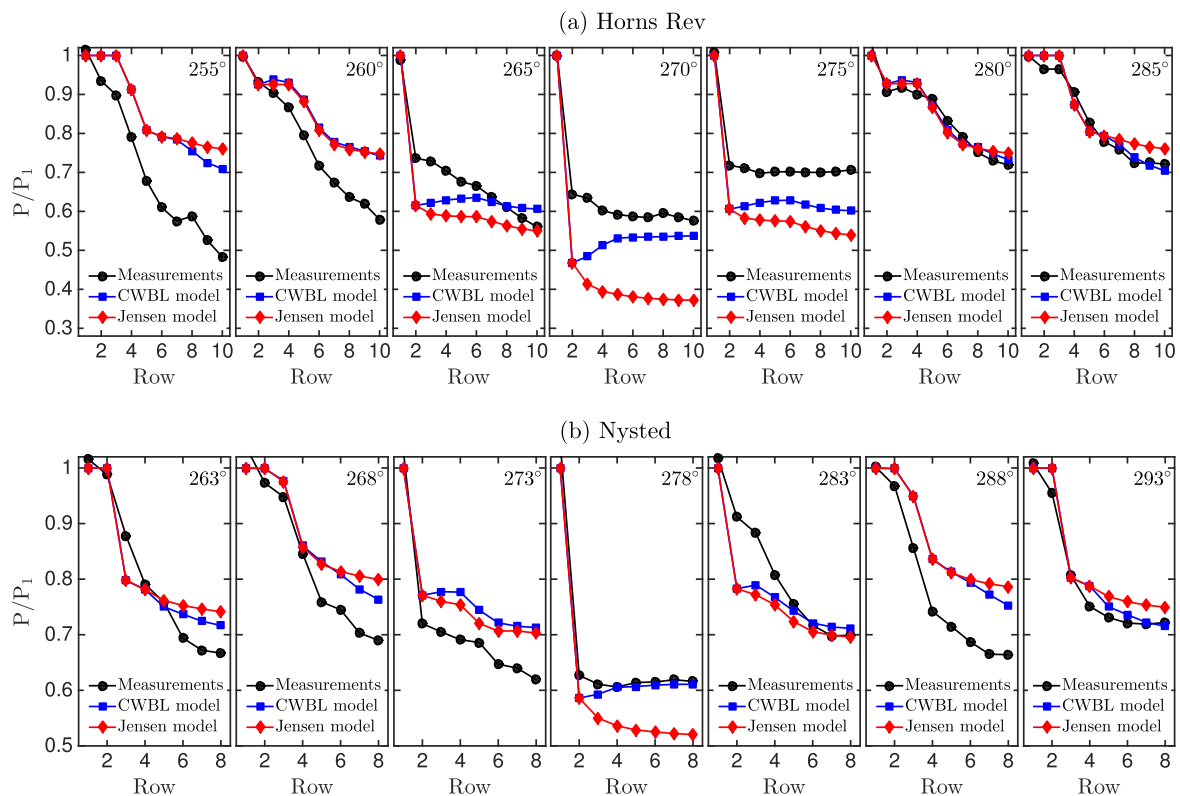 (a) Horns Rev
P/P1
1
0.9
0.8
0.7
0.6
0.5
0.4
0.3
255° 260° 265° 270° 275° 280° 285°
Measurements Measurements Measurements Measurements Measurements Measurements Measurements
CWBL model CWBL model CWBL model CWBL model CWBL model CWBL model CWBL model
Jensen model Jensen model Jensen model Jensen model Jensen model Jensen model Jensen model
2 4 6 8 10 2 4 6 8 10 2 4 6 8 10 2 4 6 8 10 2 4 6 8 10 2 4 6 8 10 2 4 6 8 10
Row Row Row Row Row Row Row
(b) Nysted
P/P1
1
0.9
0.8
0.7
0.6
0.5
263° 268° 273° 278° 283° 288° 293°
Measurements Measurements Measurements Measurements Measurements Measurements Measurements
CWBL model CWBL model CWBL model CWBL model CWBL model CWBL model CWBL model
Jensen model Jensen model Jensen model Jensen model Jensen model Jensen model Jensen model
2 4 6 8 2 4 6 8 2 4 6 8 2 4 6 8 2 4 6 8 2 4 6 8 2 4 6 8
Row Row Row Row Row Row Row